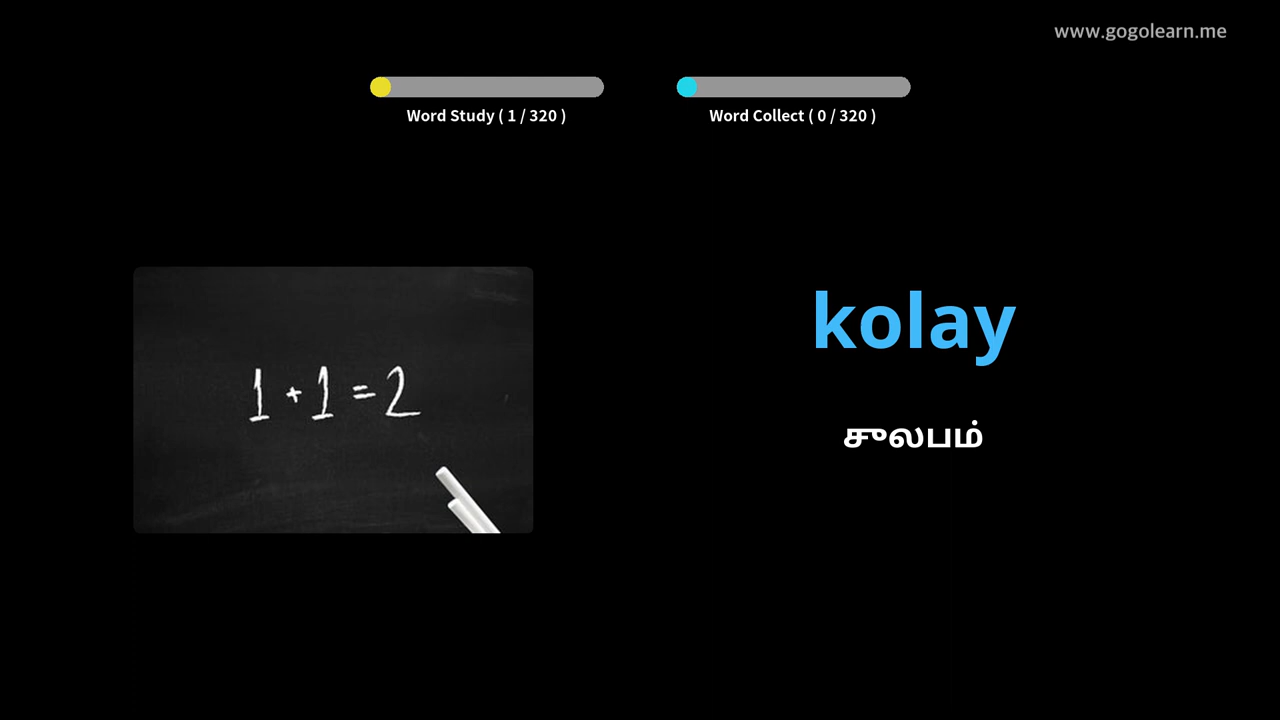 www.gogolearn.me
Word Study ( 1 / 320 )
Word Collect ( 0 / 320 )
1 + 1 = 2
kolay
சுலபம்